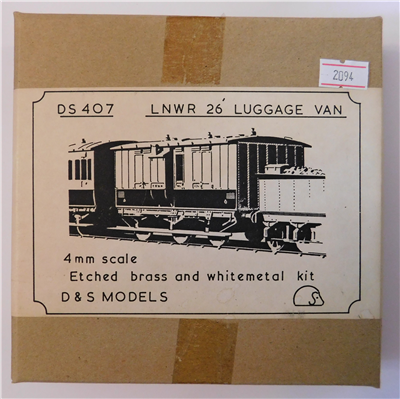 2094
DS 407 LNWR 26' LUGGAGE VAN
4mm scale
Etched brass and whitemetal kit
D & S MODELS